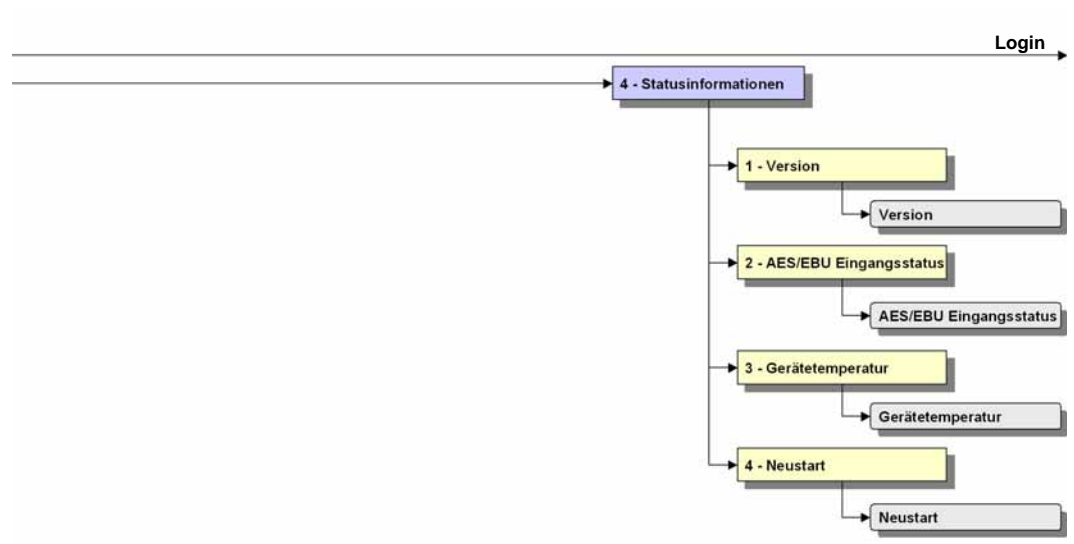 Login
4 - Statusinformationen
1 - Version
Version
2 - AES/EBU Eingangsstatus
AES/EBU Eingangsstatus
3 - Gerätetemperatur
Gerätetemperatur
4 - Neustart
Neustart